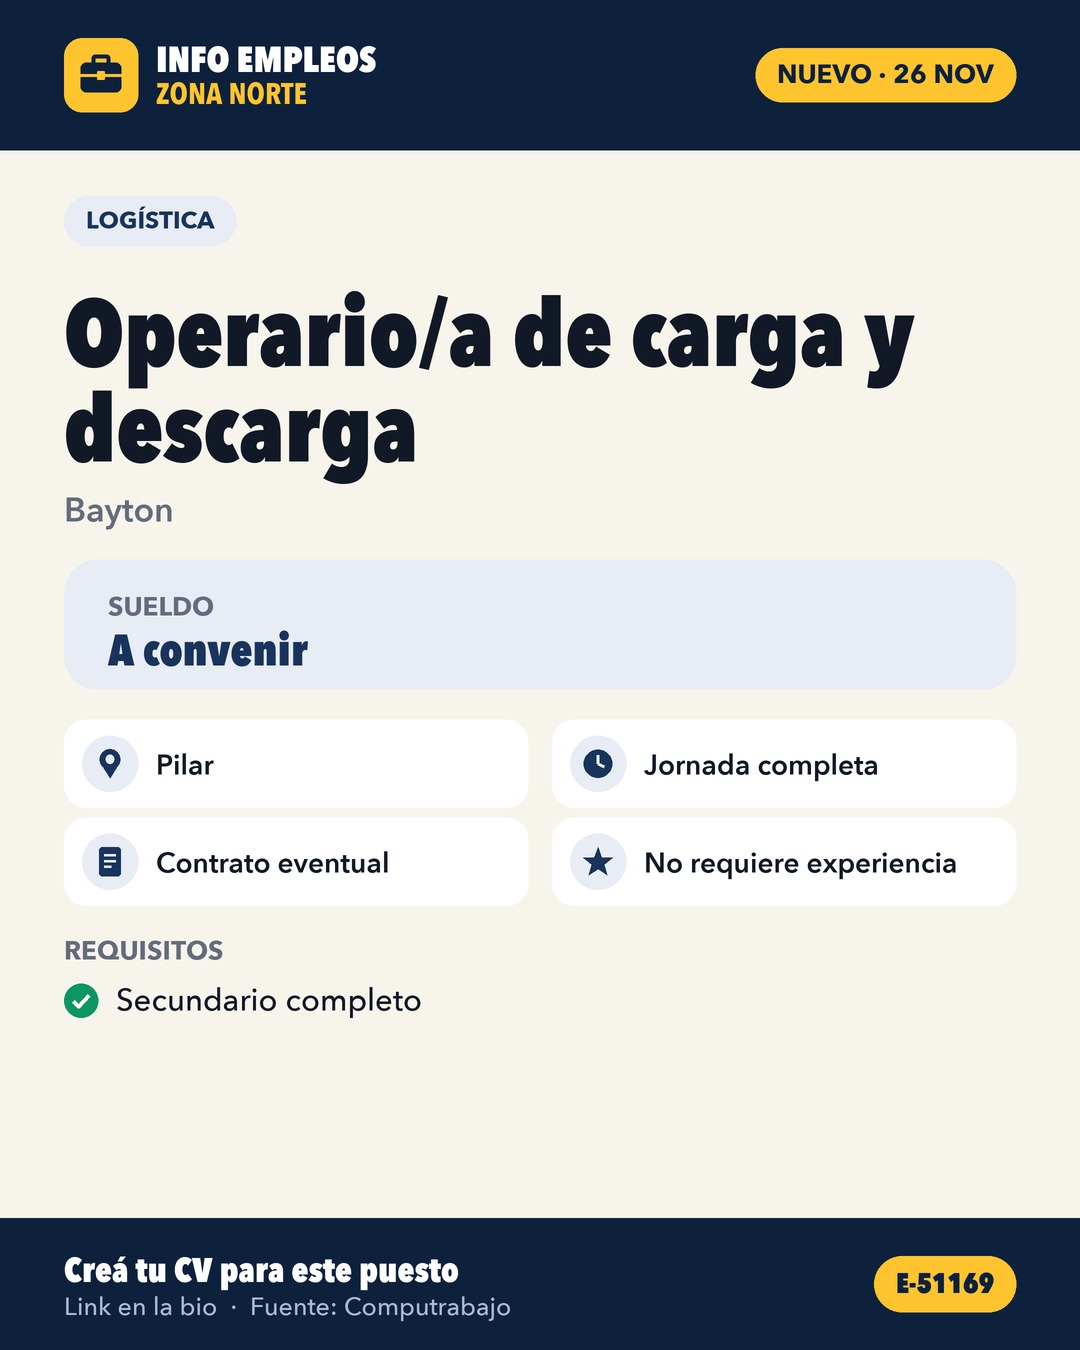 INFO EMPLEOS
ZONA NORTE
NUEVO · 26 NOV
LOGÍSTICA
Operario/a de carga y
descarga
Bayton
SUELDO
A convenir
Pilar
Jornada completa
Contrato eventual
No requiere experiencia
REQUISITOS
Secundario completo
Creá tu CV para este puesto
Link en la bio · Fuente: Computrabajo
E-51169